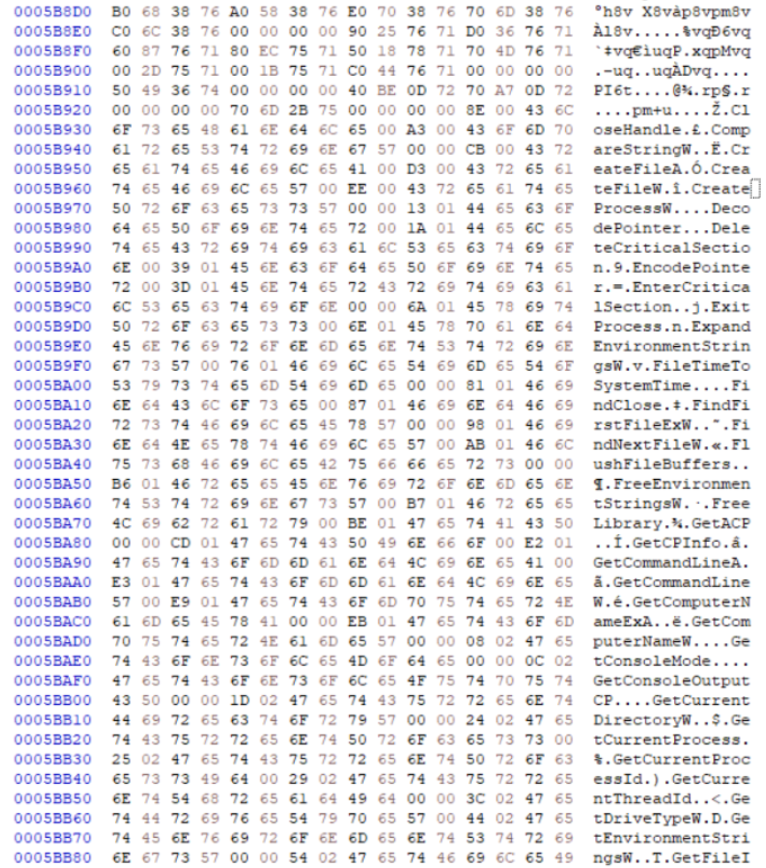 0005B8D0 B0 68 38 76 A0 58 38 76 E0 70 38 76 70 6D 38 76 °h8v X8vàp8vpm8v
0005B8E0 C0 6C 38 76 00 00 00 00 90 25 76 71 D0 36 76 71 Àl8v.....%vqÐ6vq
0005B8F0 60 87 76 71 80 EC 75 71 50 18 78 71 70 4D 76 71 `‡vq€ìuqP.xqpMvq
0005B900 00 2D 75 71 00 1B 75 71 C0 44 76 71 00 00 00 00 .-uq..uqÀDvq....
0005B910 50 49 36 74 00 00 00 00 40 BE 0D 72 70 A7 0D 72 PI6t....@¾.rp§.r
0005B920 00 00 00 00 70 6D 2B 75 00 00 00 00 8E 00 43 6C ....pm+u....Ž.Cl
0005B930 6F 73 65 48 61 6E 64 6C 65 00 A3 00 43 6F 6D 70 oseHandle.£.Comp
0005B940 61 72 65 53 74 72 69 6E 67 57 00 00 CB 00 43 72 areStringW..Ë.Cr
0005B950 65 61 74 65 46 69 6C 65 41 00 D3 00 43 72 65 61 eateFileA.Ó.Crea
0005B960 74 65 46 69 6C 65 57 00 EE 00 43 72 65 61 74 65 teFileW.î.Create
0005B970 50 72 6F 63 65 73 73 57 00 00 13 01 44 65 63 6F ProcessW....Deco
0005B980 64 65 50 6F 69 6E 74 65 72 00 1A 01 44 65 6C 65 dePointer...Dele
0005B990 74 65 43 72 69 74 69 63 61 6C 53 65 63 74 69 6F teCriticalSectio
0005B9A0 6E 00 39 01 45 6E 63 6F 64 65 50 6F 69 6E 74 65 n.9.EncodePointe
0005B9B0 72 00 3D 01 45 6E 74 65 72 43 72 69 74 69 63 61 r.=.EnterCritica
0005B9C0 6C 53 65 63 74 69 6F 6E 00 00 6A 01 45 78 69 74 lSection..j.Exit
0005B9D0 50 72 6F 63 65 73 73 00 6E 01 45 78 70 61 6E 64 Process.n.Expand
0005B9E0 45 6E 76 69 72 6F 6E 6D 65 6E 74 53 74 72 69 6E EnvironmentStrin
0005B9F0 67 73 57 00 76 01 46 69 6C 65 54 69 6D 65 54 6F gsW.v.FileTimeTo
0005BA00 53 79 73 74 65 6D 54 69 6D 65 00 00 81 01 46 69 SystemTime....Fi
0005BA10 6E 64 43 6C 6F 73 65 00 87 01 46 69 6E 64 46 69 ndClose.‡.FindFi
0005BA20 72 73 74 46 69 6C 65 45 78 57 00 00 98 01 46 69 rstFileExW..˜.Fi
0005BA30 6E 64 4E 65 78 74 46 69 6C 65 57 00 AB 01 46 6C ndNextFileW.«.Fl
0005BA40 75 73 68 46 69 6C 65 42 75 66 66 65 72 73 00 00 ushFileBuffers..
0005BA50 B6 01 46 72 65 65 45 6E 76 69 72 6F 6E 6D 65 6E ¶.FreeEnvironmen
0005BA60 74 53 74 72 69 6E 67 73 57 00 B7 01 46 72 65 65 tStringsW.·.Free
0005BA70 4C 69 62 72 61 72 79 00 BE 01 47 65 74 41 43 50 Library.¾.GetACP
0005BA80 00 00 CD 01 47 65 74 43 50 49 6E 66 6F 00 E2 01 ..Í.GetCPInfo.â.
0005BA90 47 65 74 43 6F 6D 6D 61 6E 64 4C 69 6E 65 41 00 GetCommandLineA.
0005BAA0 E3 01 47 65 74 43 6F 6D 6D 61 6E 64 4C 69 6E 65 ã.GetCommandLine
0005BAB0 57 00 E9 01 47 65 74 43 6F 6D 70 75 74 65 72 4E W.é.GetComputerN
0005BAC0 61 6D 65 45 78 41 00 00 EB 01 47 65 74 43 6F 6D ameExA..ë.GetCom
0005BAD0 70 75 74 65 72 4E 61 6D 65 57 00 00 08 02 47 65 puterNameW....Ge
0005BAE0 74 43 6F 6E 73 6F 6C 65 4D 6F 64 65 00 00 0C 02 tConsoleMode....
0005BAF0 47 65 74 43 6F 6E 73 6F 6C 65 4F 75 74 70 75 74 GetConsoleOutput
0005BB00 43 50 00 00 1D 02 47 65 74 43 75 72 72 65 6E 74 CP....GetCurrent
0005BB10 44 69 72 65 63 74 6F 72 79 57 00 00 24 02 47 65 DirectoryW..$.Ge
0005BB20 74 43 75 72 72 65 6E 74 50 72 6F 63 65 73 73 00 tCurrentProcess.
0005BB30 25 02 47 65 74 43 75 72 72 65 6E 74 50 72 6F 63 %.GetCurrentProc
0005BB40 65 73 73 49 64 00 29 02 47 65 74 43 75 72 72 65 essId.).GetCurre
0005BB50 6E 74 54 68 72 65 61 64 49 64 00 00 3C 02 47 65 ntThreadId..<.Ge
0005BB60 74 44 72 69 76 65 54 79 70 65 57 00 44 02 47 65 tDriveTypeW.D.Ge
0005BB70 74 45 6E 76 69 72 6F 6E 6D 65 6E 74 53 74 72 69 tEnvironmentStri
0005BB80 6E 67 73 57 00 00 54 02 47 65 74 46 69 6C 65 49 ngsW..T.GetFileI